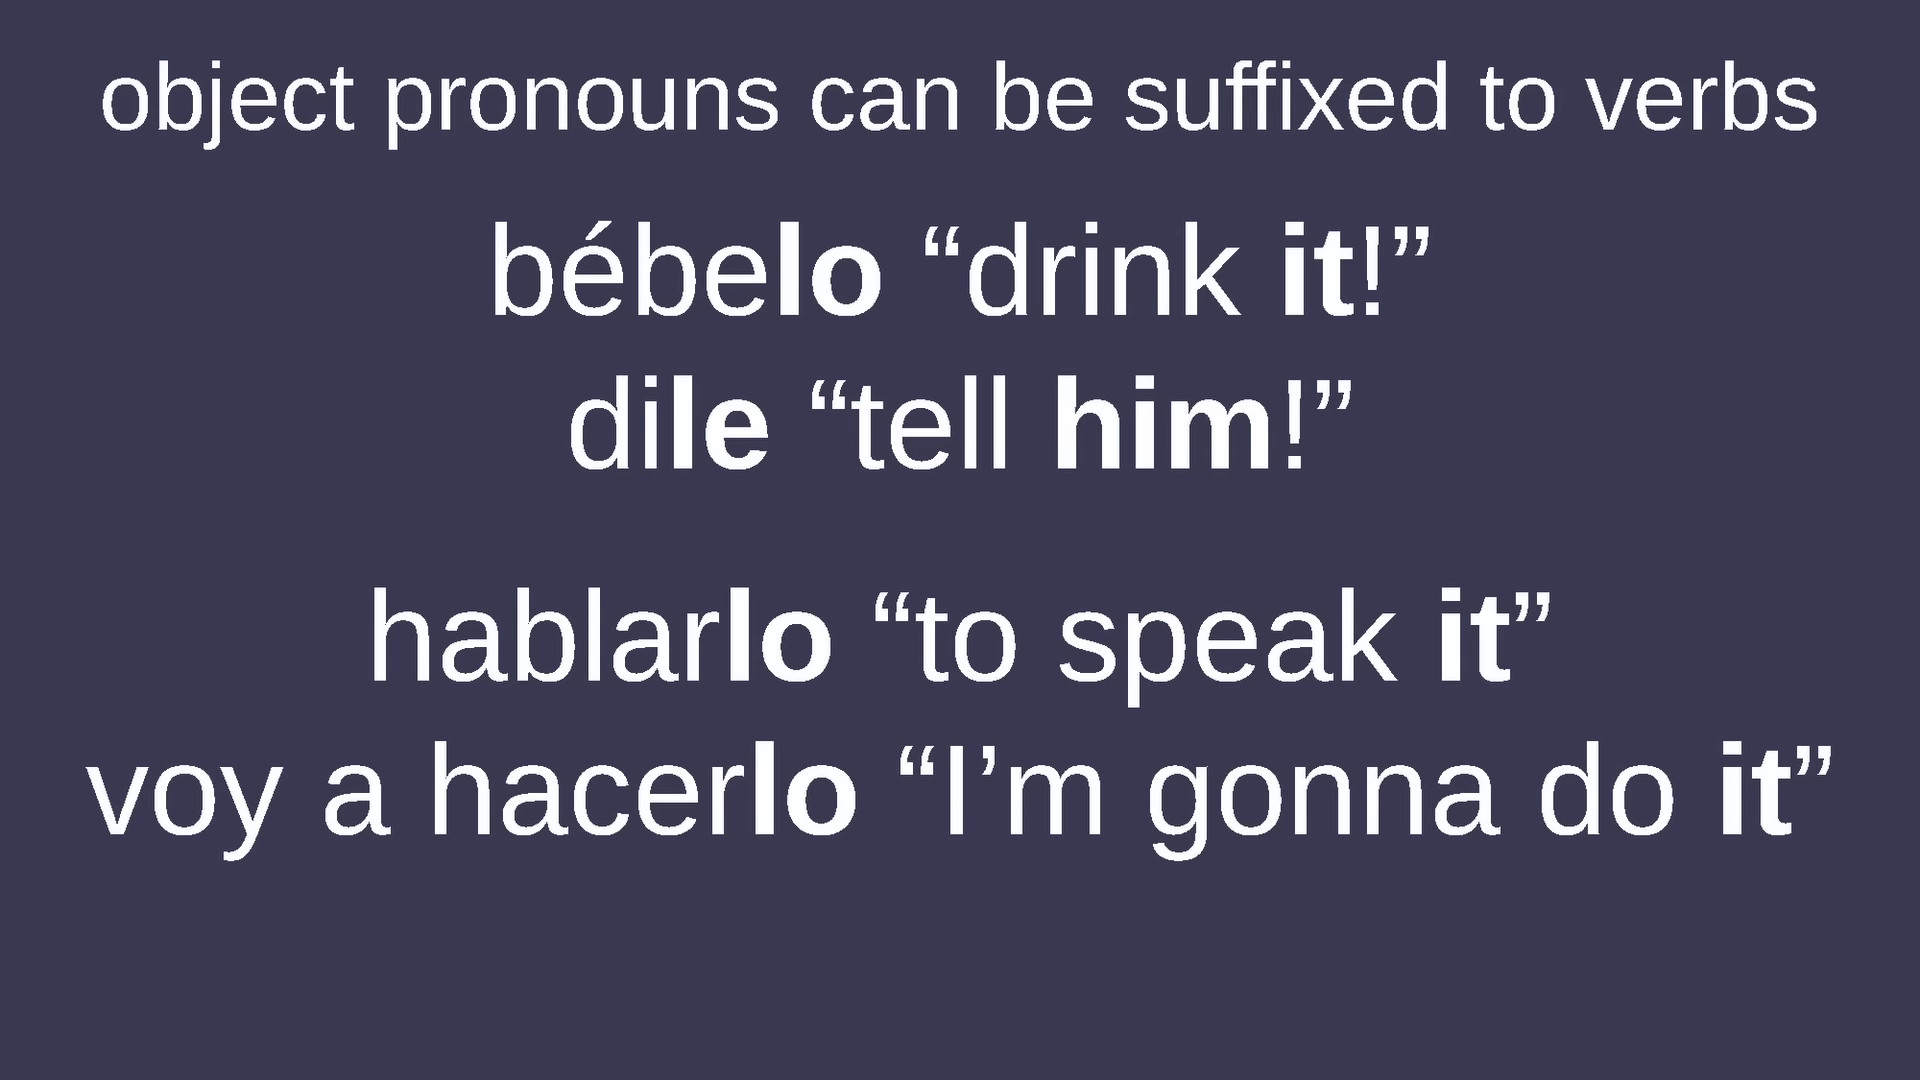 object pronouns can be suffixed to verbs
bébelo “drink it!”
dile “tell him!”
hablarlo “to speak it”
voy a hacerlo “I’m gonna do it”